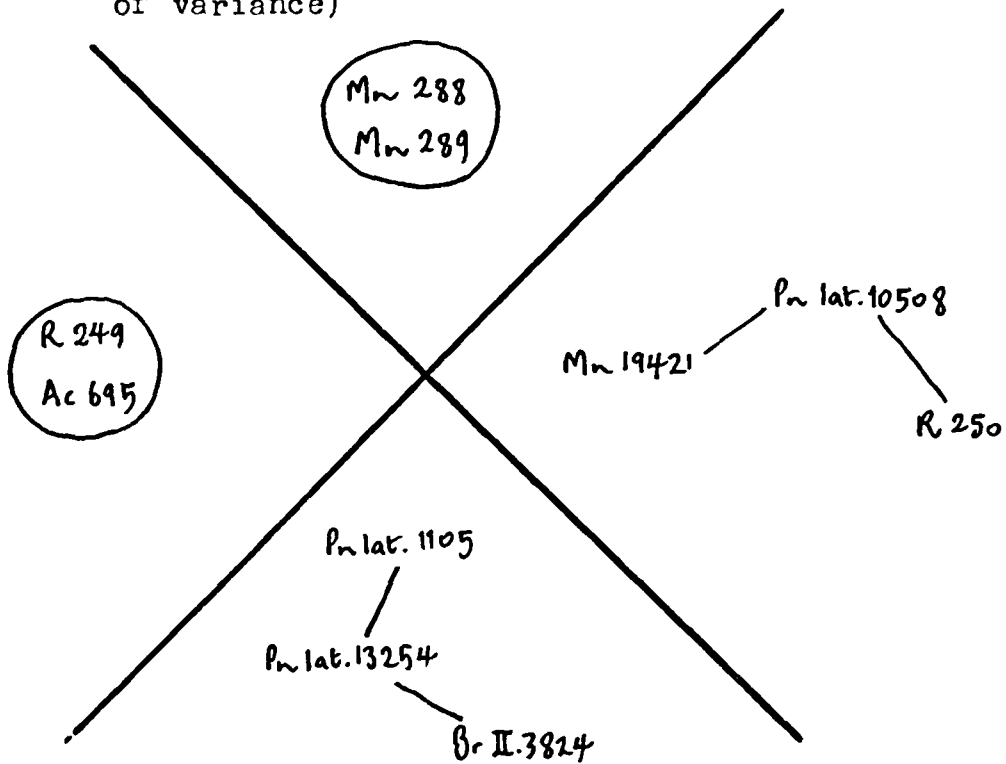 of variance)
Mn 288
Mn 289
Pn lat. 10508
Mn 19421
R 249
Ac 695
R 250
Pn lat. 1105
Pn lat. 13254
Br II. 3824